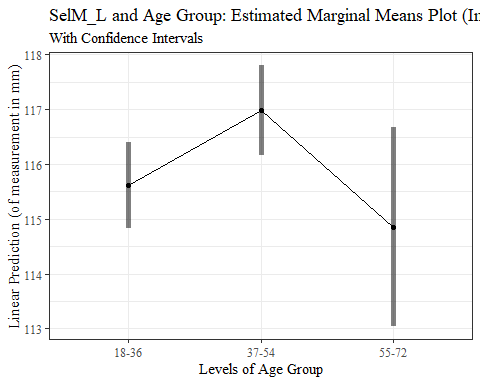 SelM_L and Age Group: Estimated Marginal Means Plot (In
With Confidence Intervals
Linear Prediction (of measurement in mm)
118
117
116
115
114
113
18-36
37-54
55-72
Levels of Age Group